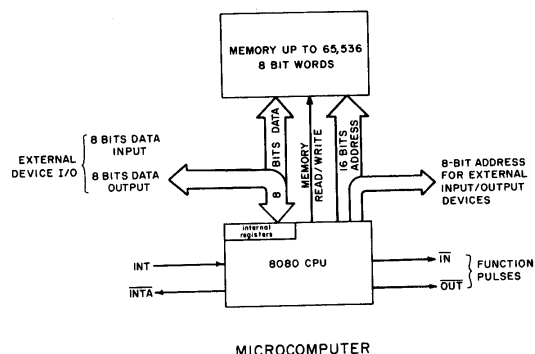 MEMORY UP TO 65,536
8 BIT WORDS
8 BITS DATA
MEMORY
READ/WRITE
16 BITS
ADDRESS
EXTERNAL
DEVICE I/O
8 BITS DATA
INPUT
8 BITS DATA
OUTPUT
8-BIT ADDRESS
FOR EXTERNAL
INPUT/OUTPUT
DEVICES
internal
registers
8080 CPU
INT
INTA
IN
OUT
FUNCTION
PULSES
MICROCOMPUTER